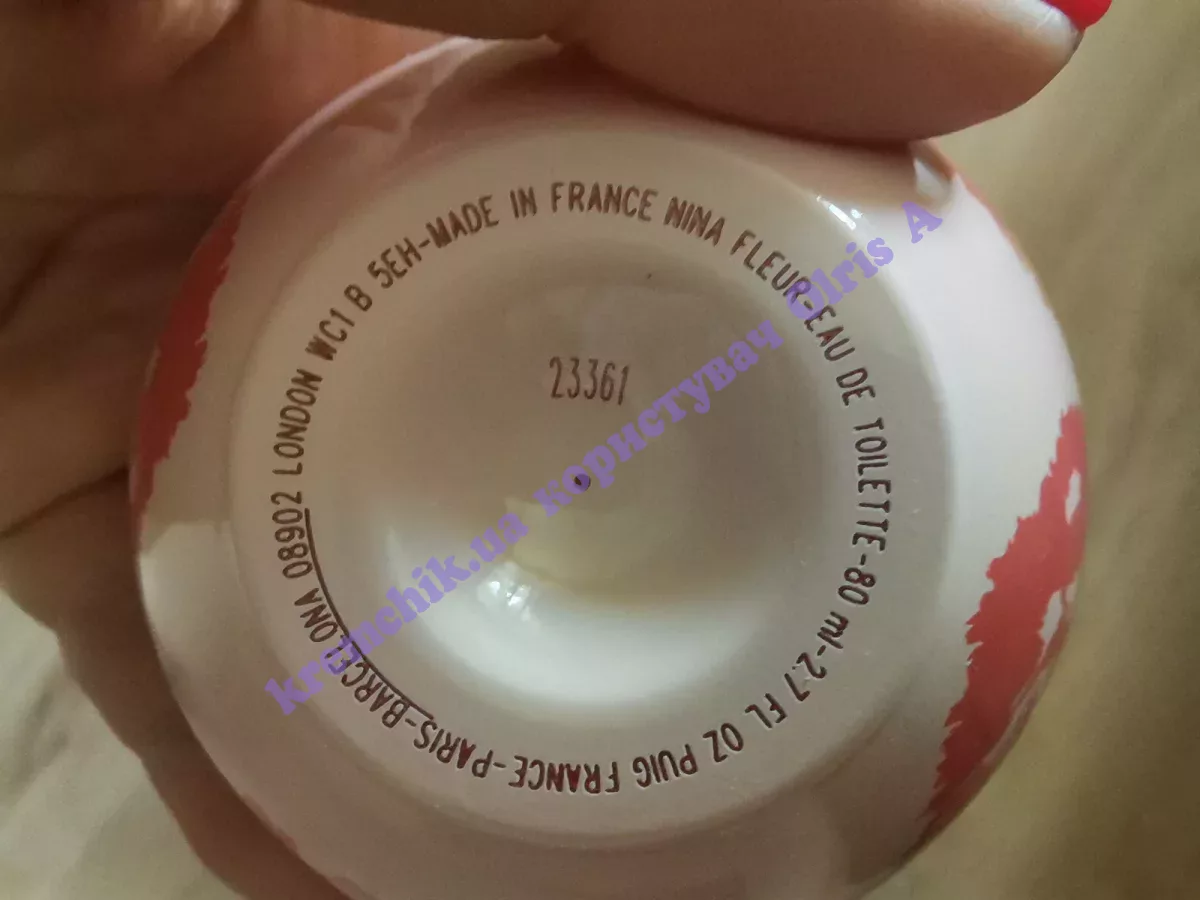 NINA FLEUR-EAU DE TOILETTE-80 ml-2.7 FL OZ PUIG FRANCE-PARIS-BARCELONA 08902 LONDON WC1 B 5EH-MADE IN FRANCE
23361
kremchik.ua користувач Olris A